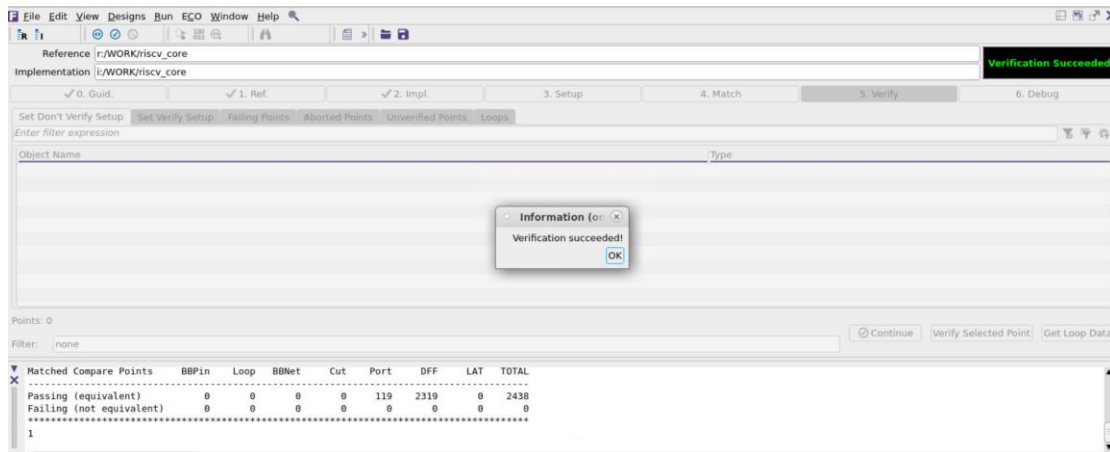 File Edit View Designs Run ECO Window Help
Reference r:/WORK/riscv_core
Implementation i:/WORK/riscv_core
Verification Succeeded
✓ 0. Guid. ✓ 1. Ref. ✓ 2. Impl. 3. Setup 4. Match 5. Verify 6. Debug
Set Don't Verify Setup Set Verify Setup Failing Points Aborted Points Unverified Points Loops
Enter filter expression
Object Name Type
Information (on
Verification succeeded!
OK
Points: 0
Continue Verify Selected Point Get Loop Data
Filter: none
Matched Compare Points BBPin Loop BBNet Cut Port DFF LAT TOTAL
Passing (equivalent) 0 0 0 0 119 2319 0 2438
Failing (not equivalent) 0 0 0 0 0 0 0 0
1